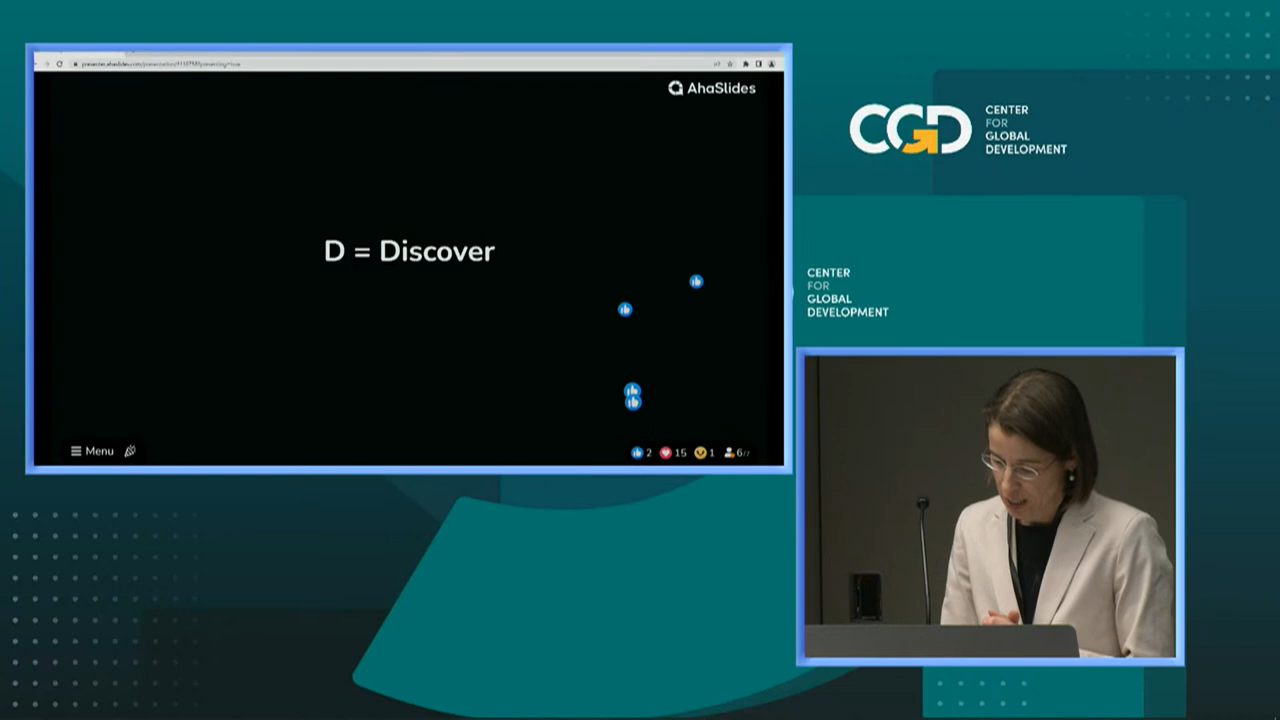 AhaSlides
D = Discover
Menu
2 15 1
CGD
CENTER
FOR
GLOBAL
DEVELOPMENT
CENTER
FOR
GLOBAL
DEVELOPMENT